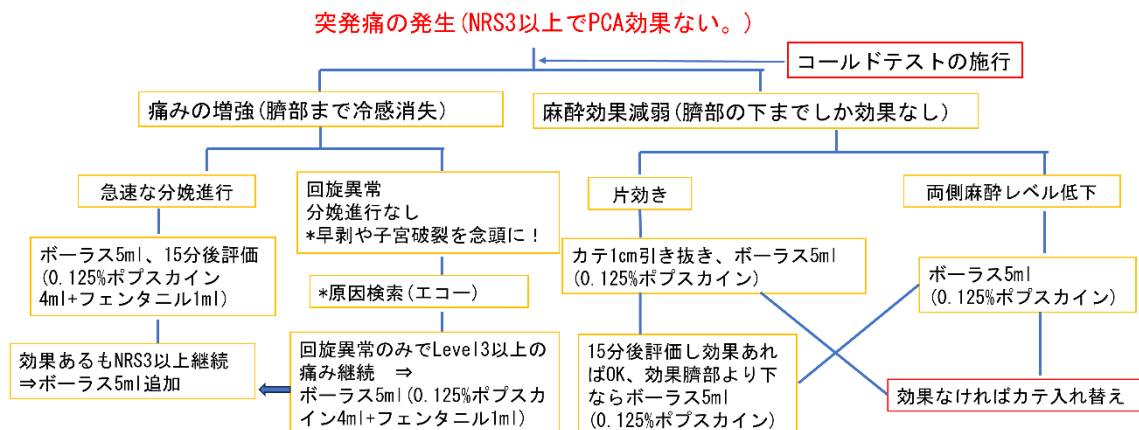 突発痛の発生(NRS3以上でPCA効果ない。)
コールドテストの施行
痛みの増強(臍部まで冷感消失)
麻酔効果減弱(臍部の下までしか効果なし)
急速な分娩進行
回旋異常
分娩進行なし
*早剥や子宮破裂を念頭に！
片効き
両側麻酔レベル低下
ボーラス5ml、15分後評価
(0.125%ポプスカイン
4ml+フェンタニル1ml)
*原因検索(エコー)
カテ1cm引き抜き、ボーラス5ml
(0.125%ポプスカイン)
ボーラス5ml
(0.125%ポプスカイン)
効果あるもNRS3以上継続
⇒ボーラス5ml追加
回旋異常のみでLevel3以上の
痛み継続　⇒
ボーラス5ml(0.125%ポプスカ
イン4ml+フェンタニル1ml)
15分後評価し効果あれ
ばOK、効果臍部より下
ならボーラス5ml
(0.125%ポプスカイン)
効果なければカテ入れ替え